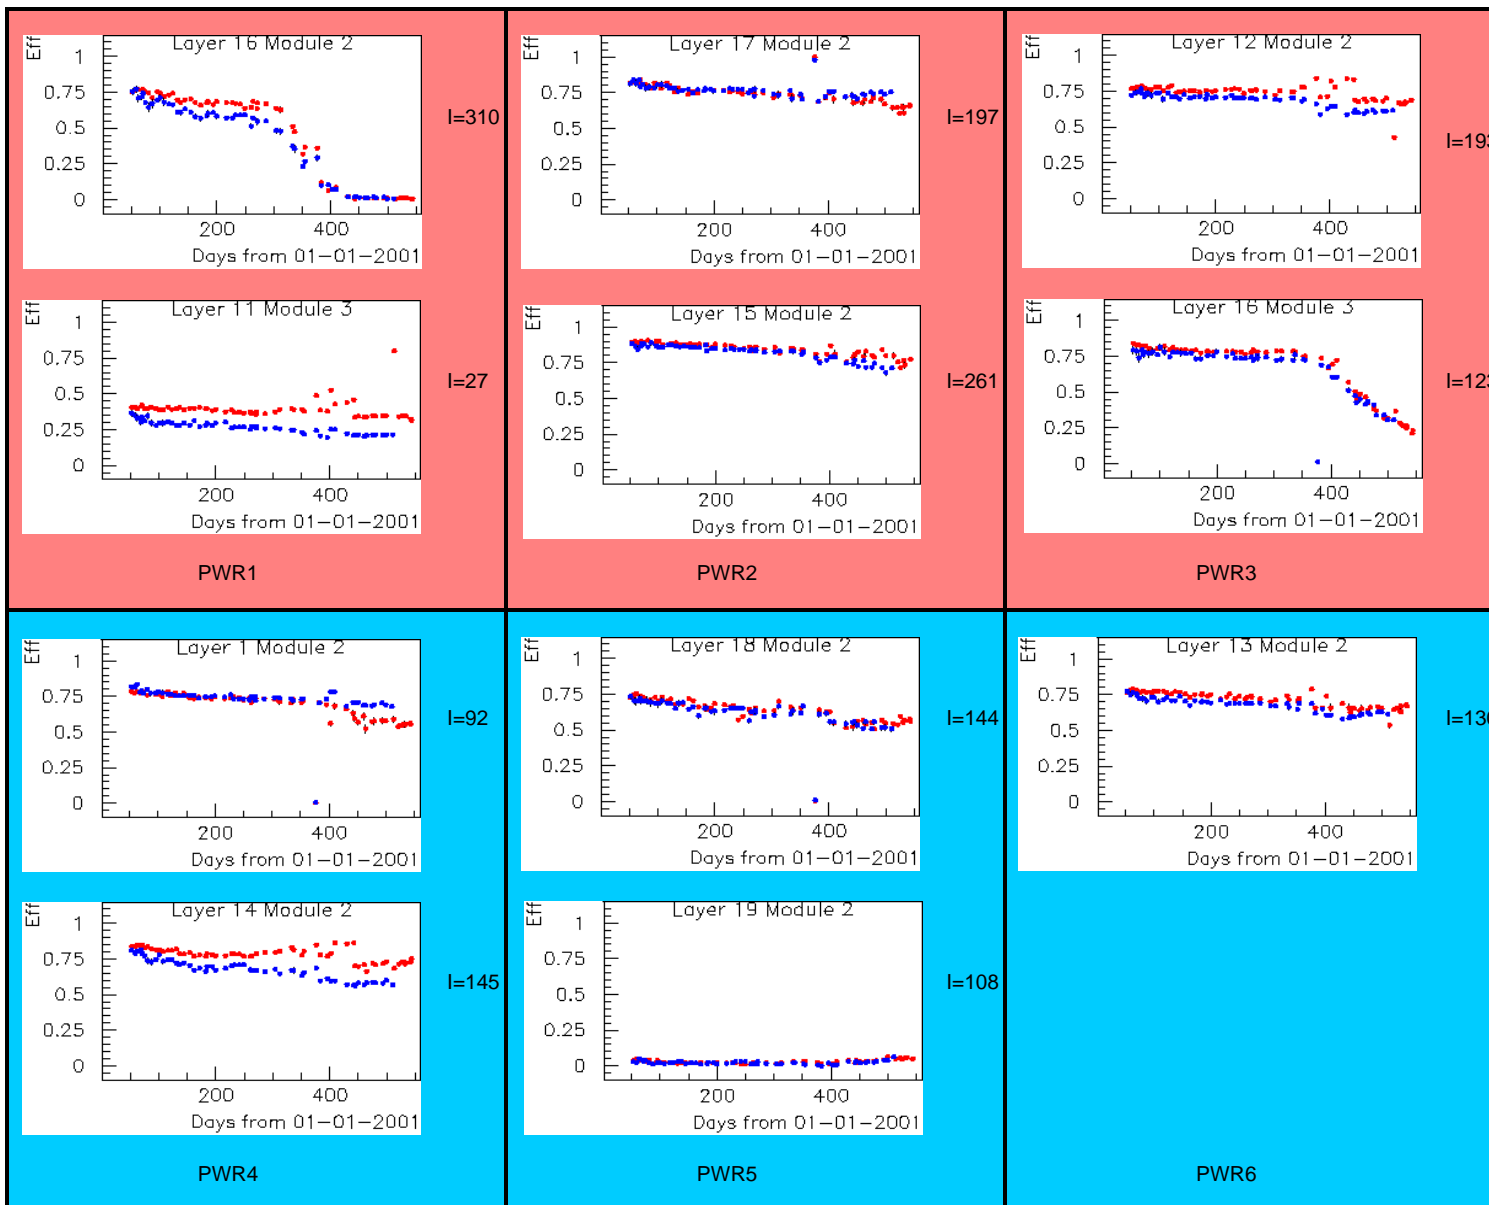 Layer 16 Module 2
Eff
1
0.75
0.5
0.25
0
200 400
Days from 01-01-2001
I=310
Layer 11 Module 3
Eff
1
0.75
0.5
0.25
0
200 400
Days from 01-01-2001
I=27
PWR1
Layer 17 Module 2
Eff
1
0.75
0.5
0.25
0
200 400
Days from 01-01-2001
I=197
Layer 15 Module 2
Eff
1
0.75
0.5
0.25
0
200 400
Days from 01-01-2001
I=261
PWR2
Layer 12 Module 2
Eff
1
0.75
0.5
0.25
0
200 400
Days from 01-01-2001
Layer 16 Module 3
Eff
1
0.75
0.5
0.25
0
200 400
Days from 01-01-2001
PWR3
Layer 1 Module 2
Eff
1
0.75
0.5
0.25
0
200 400
Days from 01-01-2001
I=92
Layer 14 Module 2
Eff
1
0.75
0.5
0.25
0
200 400
Days from 01-01-2001
I=145
PWR4
Layer 18 Module 2
Eff
1
0.75
0.5
0.25
0
200 400
Days from 01-01-2001
I=144
Layer 19 Module 2
Eff
1
0.75
0.5
0.25
0
200 400
Days from 01-01-2001
I=108
PWR5
Layer 13 Module 2
Eff
1
0.75
0.5
0.25
0
200 400
Days from 01-01-2001
PWR6